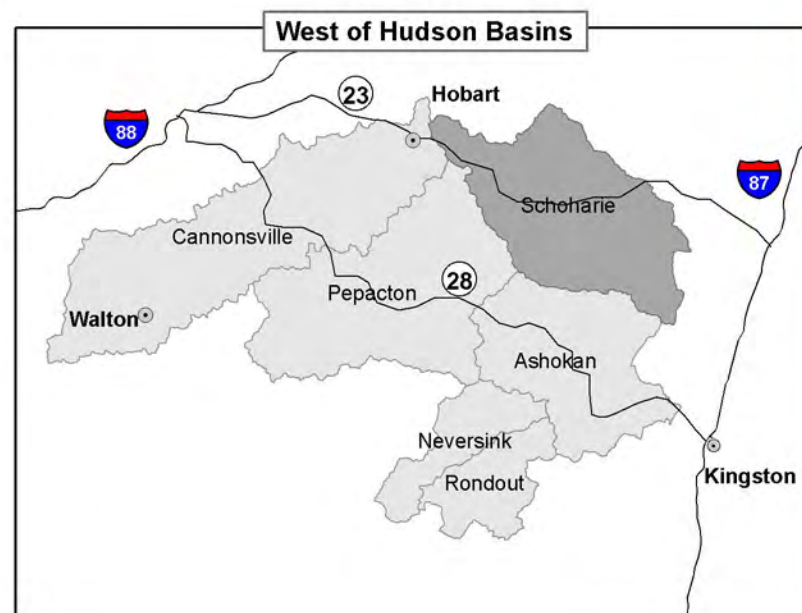 West of Hudson Basins
23
Hobart
88
87
Schoharie
Cannonsville
28
Pepacton
Walton
Ashokan
Neversink
Kingston
Rondout